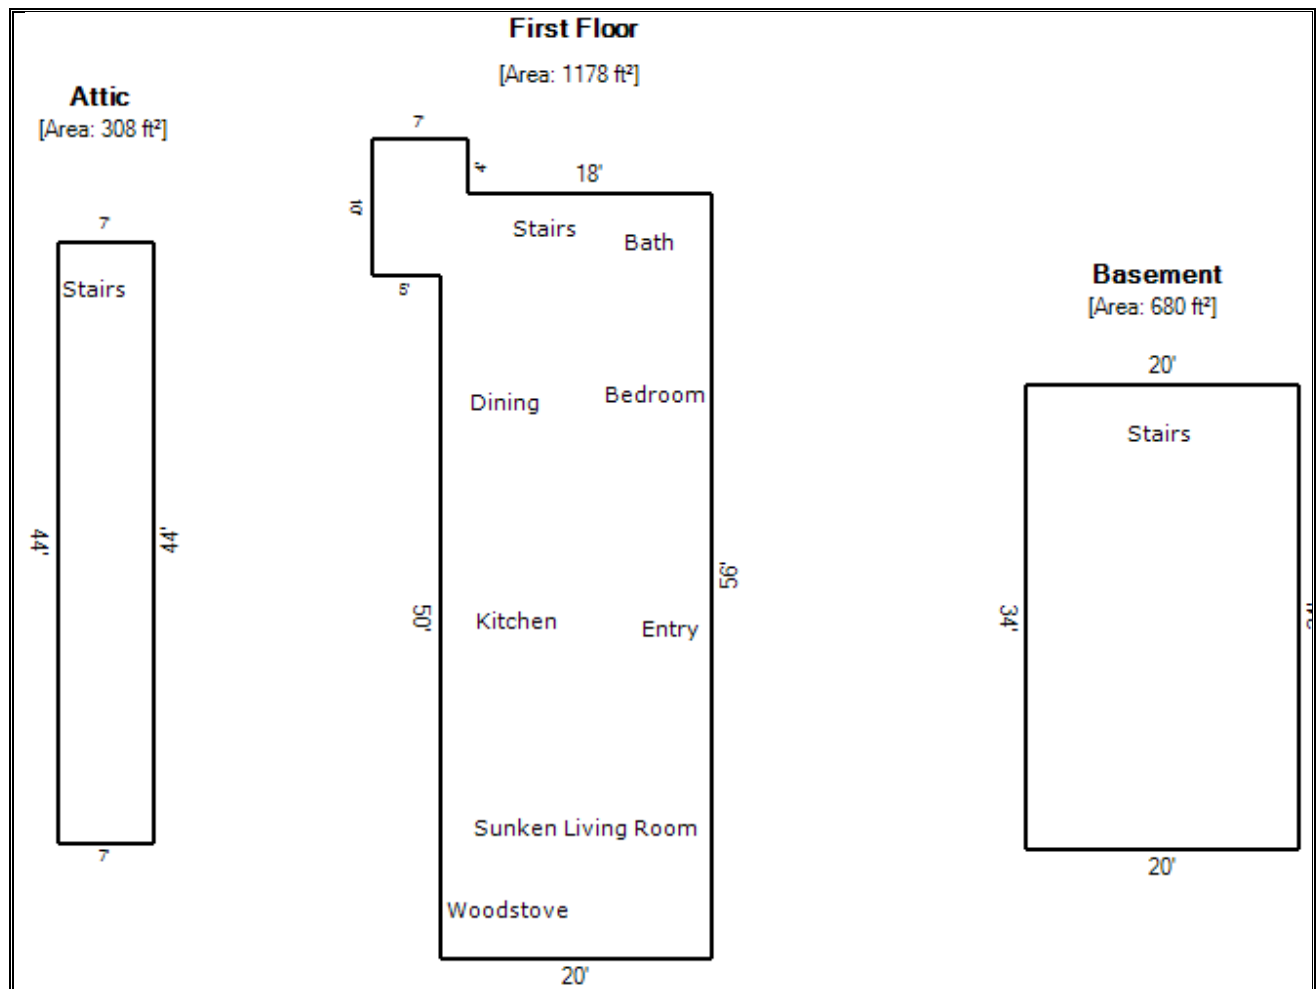 First Floor
[Area: 1178 ft²]
Attic
[Area: 308 ft²]
7'
4'
18'
10'
Stairs
Bath
7'
Stairs
5'
Basement
[Area: 680 ft²]
20'
Dining
Bedroom
Stairs
44'
44'
56'
50'
34'
Kitchen
Entry
Sunken Living Room
7'
20'
Woodstove
20'